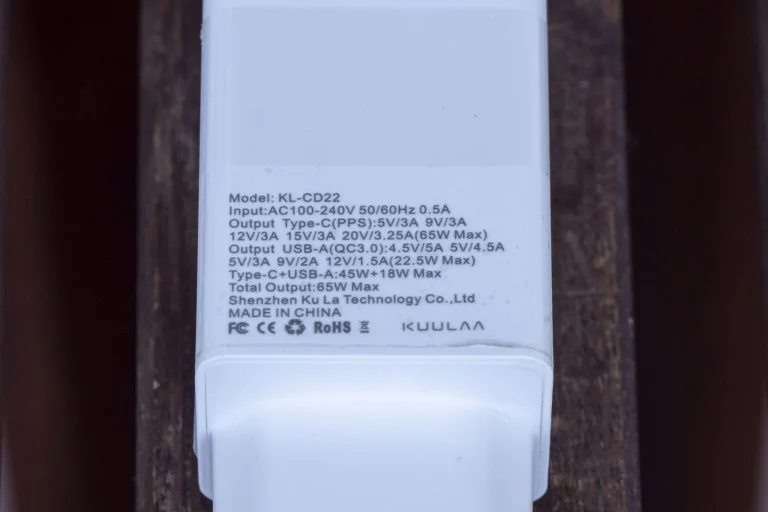 Model: KL-CD22
Input:AC100-240V 50/60Hz 0.5A
Output Type-C(PPS):5V/3A 9V/3A
12V/3A 15V/3A 20V/3.25A(65W Max)
Output USB-A(QC3.0):4.5V/5A 5V/4.5A
5V/3A 9V/2A 12V/1.5A(22.5W Max)
Type-C+USB-A:45W+18W Max
Total Output:65W Max
Shenzhen Ku La Technology Co.,Ltd
MADE IN CHINA
FC CE RoHS KUULAA